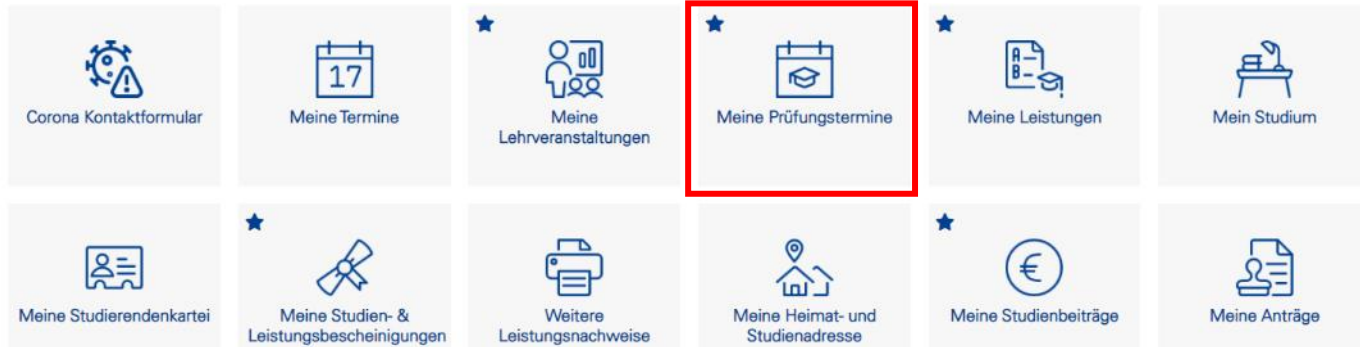 Corona Kontaktformular
17
Meine Termine
Meine
Lehrveranstaltungen
Meine Prüfungstermine
A
B
Meine Leistungen
Mein Studium
Meine Studierendenkartei
Meine Studien- &
Leistungsbescheinigungen
Weitere
Leistungsnachweise
Meine Heimat- und
Studienadresse
€
Meine Studienbeiträge
Meine Anträge